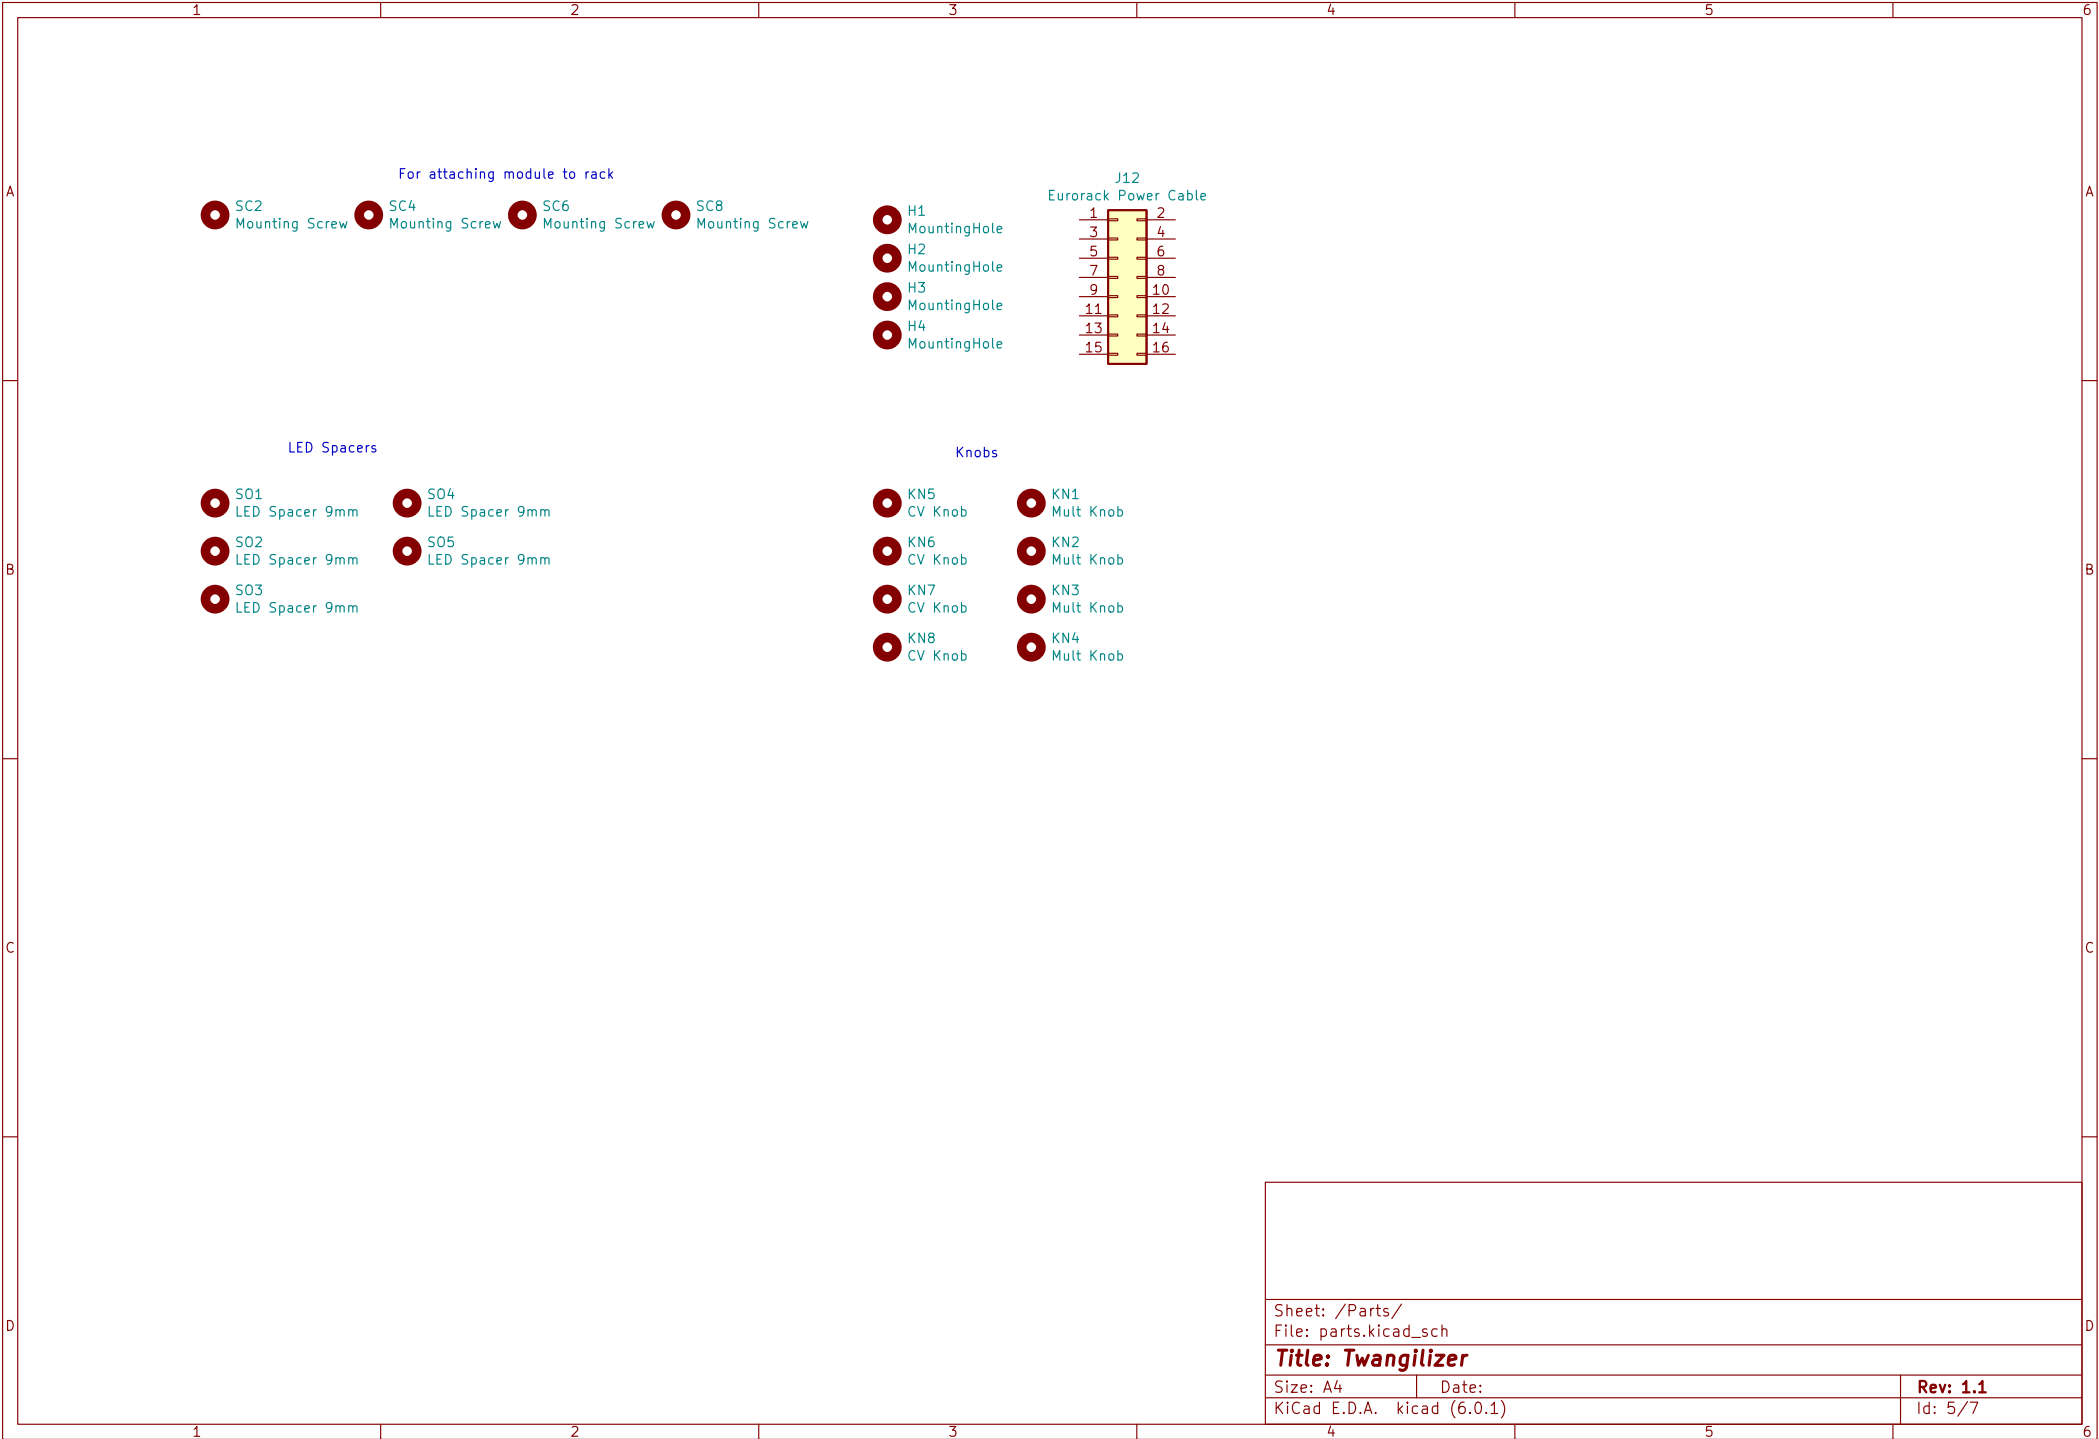 1 2 3 4 5 6
A A
For attaching module to rack
SC2
Mounting Screw
SC4
Mounting Screw
SC6
Mounting Screw
SC8
Mounting Screw
H1
MountingHole
H2
MountingHole
H3
MountingHole
H4
MountingHole
J12
Eurorack Power Cable
1 2
3 4
5 6
7 8
9 10
11 12
13 14
15 16
LED Spacers
SO1
LED Spacer 9mm
SO2
LED Spacer 9mm
SO3
LED Spacer 9mm
SO4
LED Spacer 9mm
SO5
LED Spacer 9mm
Knobs
KN5
CV Knob
KN6
CV Knob
KN7
CV Knob
KN8
CV Knob
KN1
Mult Knob
KN2
Mult Knob
KN3
Mult Knob
KN4
Mult Knob
B B
C C
D D
Sheet: /Parts/
File: parts.kicad_sch
Title: Twangilizer
Size: A4 Date: Rev: 1.1
KiCad E.D.A. kicad (6.0.1) Id: 5/7
1 2 3 4 5 6